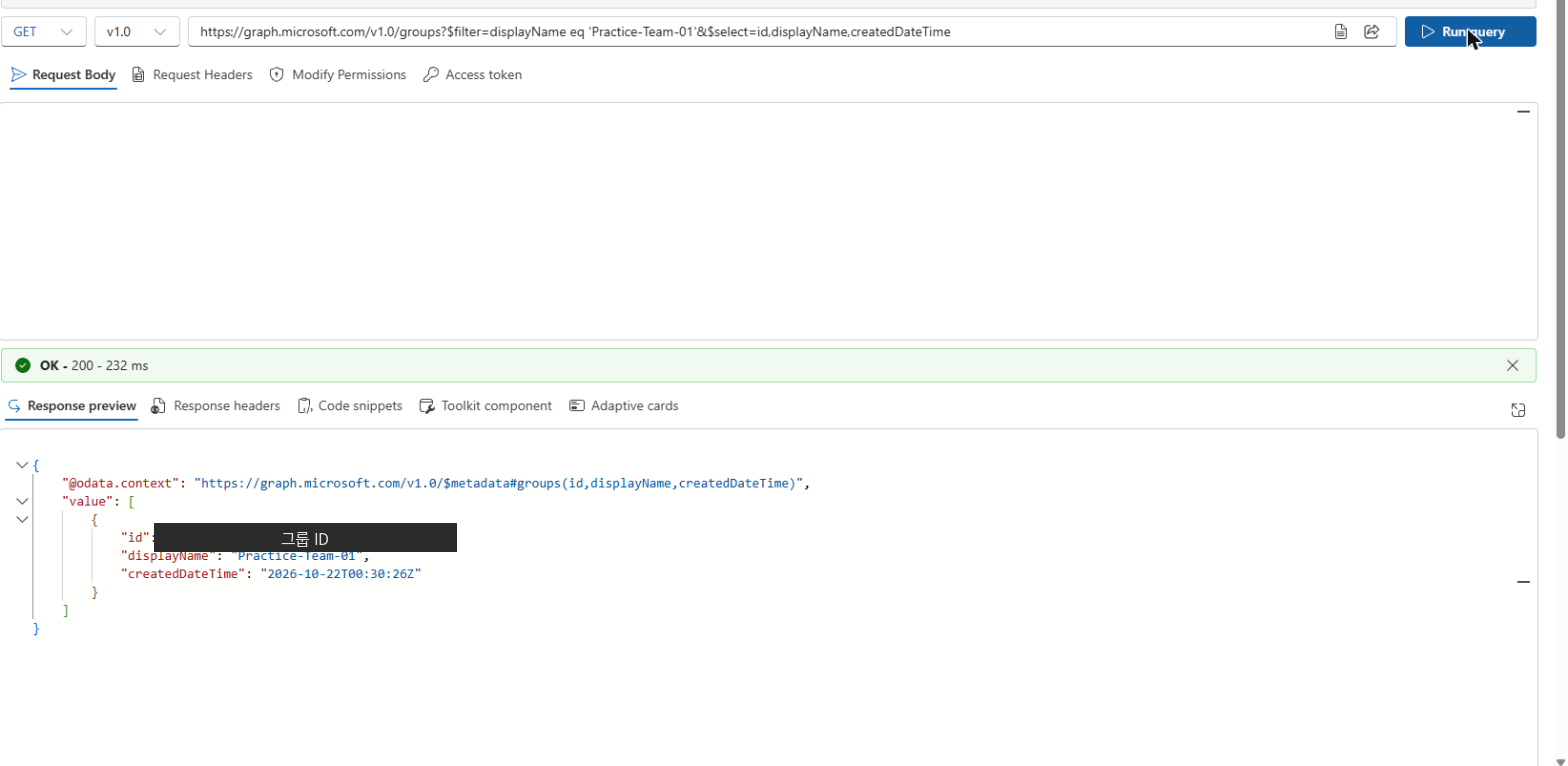 GET v1.0 https://graph.microsoft.com/v1.0/groups?$filter=displayName eq 'Practice-Team-01'&$select=id,displayName,createdDateTime Run query
Request Body Request Headers Modify Permissions Access token
OK - 200 - 232 ms
Response preview Response headers Code snippets Toolkit component Adaptive cards
{
"@odata.context": "https://graph.microsoft.com/v1.0/$metadata#groups(id,displayName,createdDateTime)",
"value": [
{
"id": 그룹 ID
"displayName": "Practice-Team-01",
"createdDateTime": "2026-10-22T00:30:26Z"
}
]
}